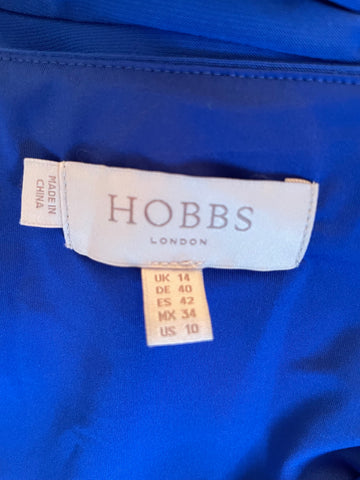 MADE IN
CHINA
HOBBS
LONDON
UK 14
DE 40
ES 42
MX 34
US 10